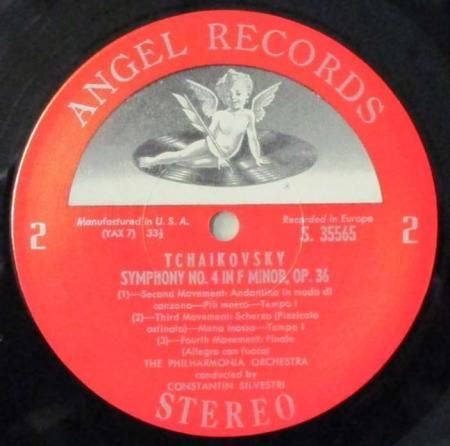 ANGEL RECORDS
Manufactured in U.S.A. Recorded in Europe
(YAX 7) 33⅓ S. 35565
2 2
TCHAIKOVSKY
SYMPHONY NO. 4 IN F MINOR, OP. 36
(1)—Second Movement: Andantino in modo di
canzona—Più mosso—Tempo I
(2)—Third Movement: Scherzo (Pizzicato
ostinato)—Meno mosso—Tempo I
(3)—Fourth Movement: Finale
(Allegro con fuoco)
THE PHILHARMONIA ORCHESTRA
conducted by
CONSTANTIN SILVESTRI
STEREO